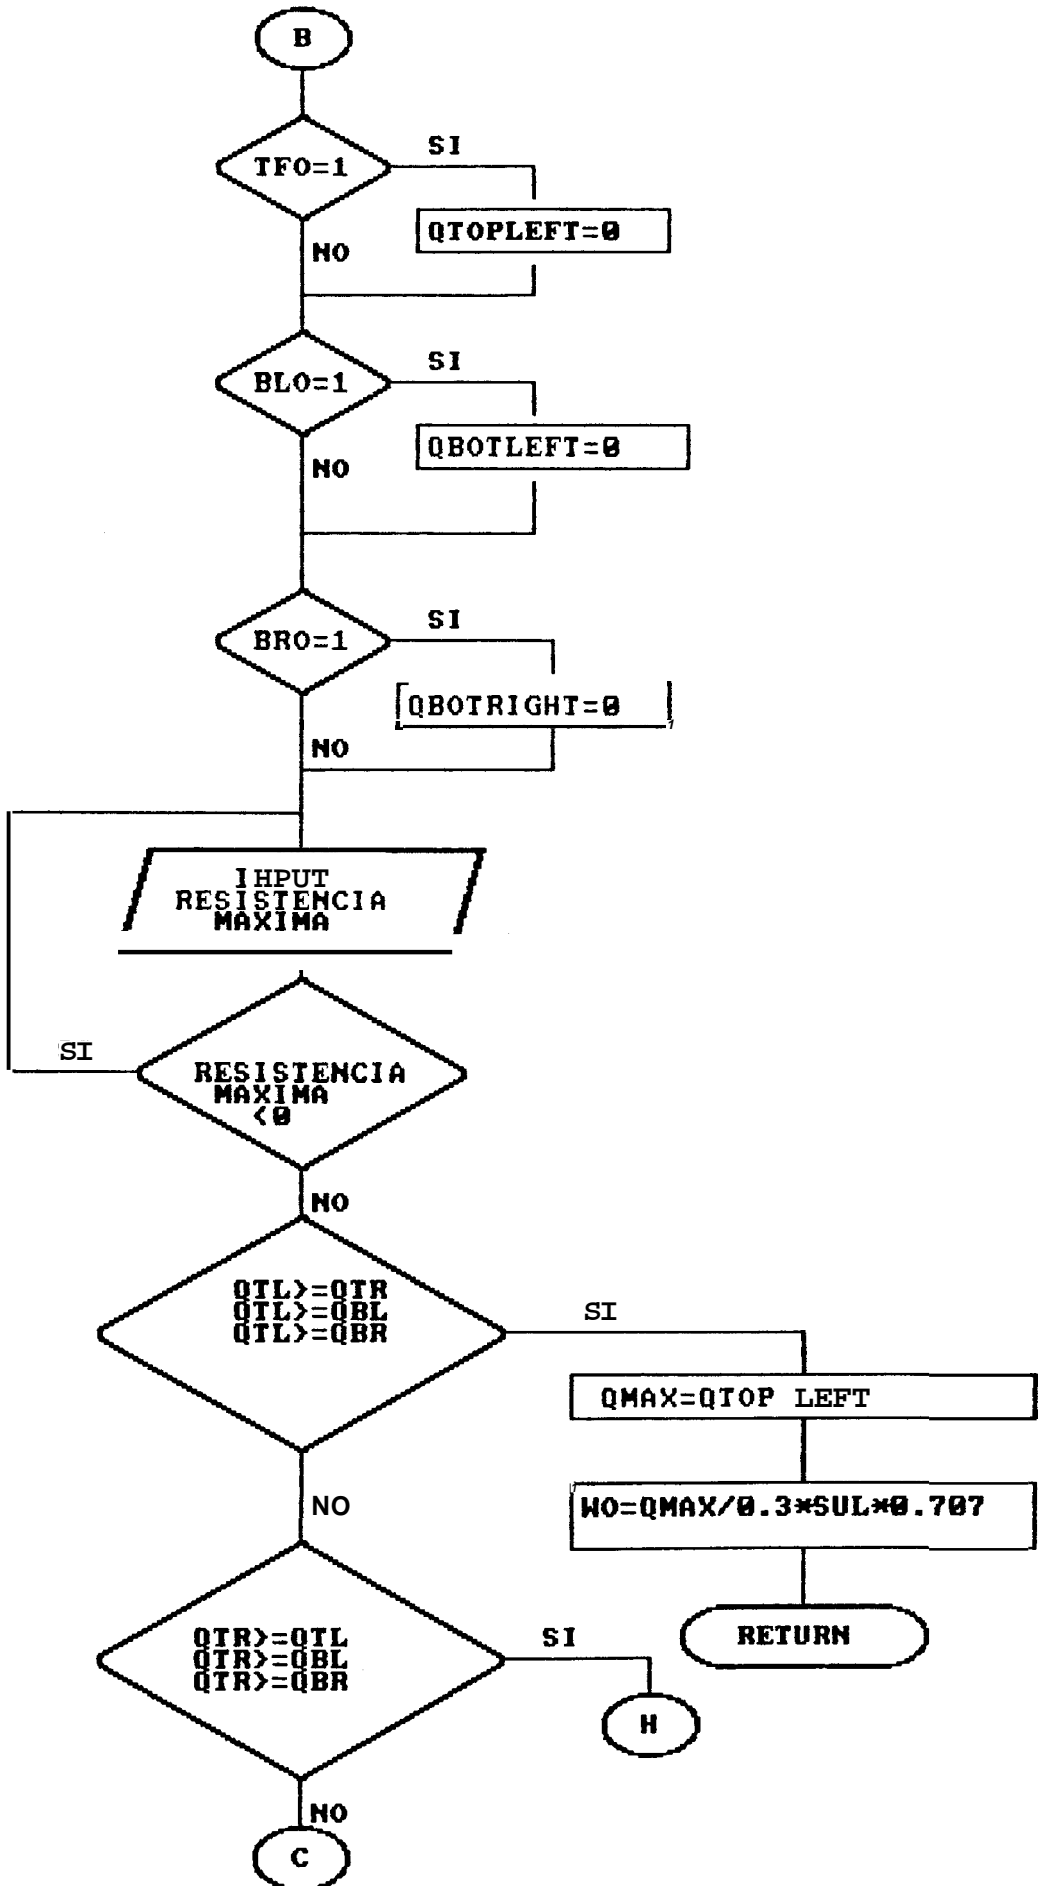 B
TFO=1
SI
QTOPLEFT=0
NO
BLO=1
SI
QBOTLEFT=0
NO
BRO=1
SI
QBOTRIGHT=0
NO
IHPUT
RESISTENCIA
MAXIMA
SI
RESISTENCIA
MAXIMA
<0
NO
QTL>=QTR
QTL>=QBL
QTL>=QBR
SI
QMAX=QTOP LEFT
WO=QMAX/0.3*SUL*0.707
RETURN
NO
QTR>=QTL
QTR>=QBL
QTR>=QBR
SI
H
NO
C